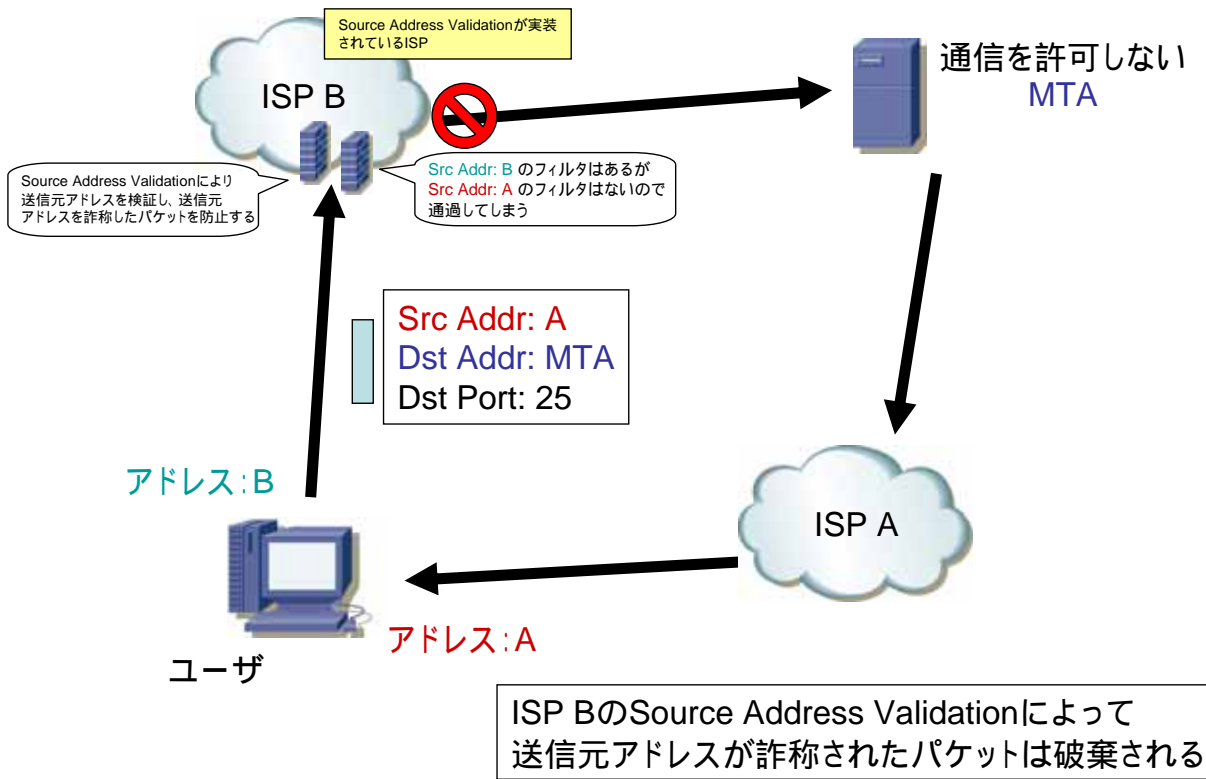 Source Address Validationが実装
されているISP
ISP B
通信を許可しない
MTA
Source Address Validationにより
送信元アドレスを検証し、送信元
アドレスを詐称したパケットを防止する
Src Addr: B のフィルタはあるが
Src Addr: A のフィルタはないので
通過してしまう
Src Addr: A
Dst Addr: MTA
Dst Port: 25
アドレス:B
ISP A
アドレス:A
ユーザ
ISP BのSource Address Validationによって
送信元アドレスが詐称されたパケットは破棄される